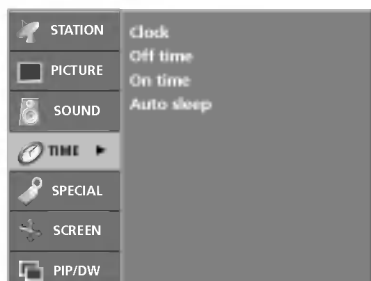 STATION
PICTURE
SOUND
TIME
SPECIAL
SCREEN
PIP/DW
Clock
Off time
On time
Auto sleep